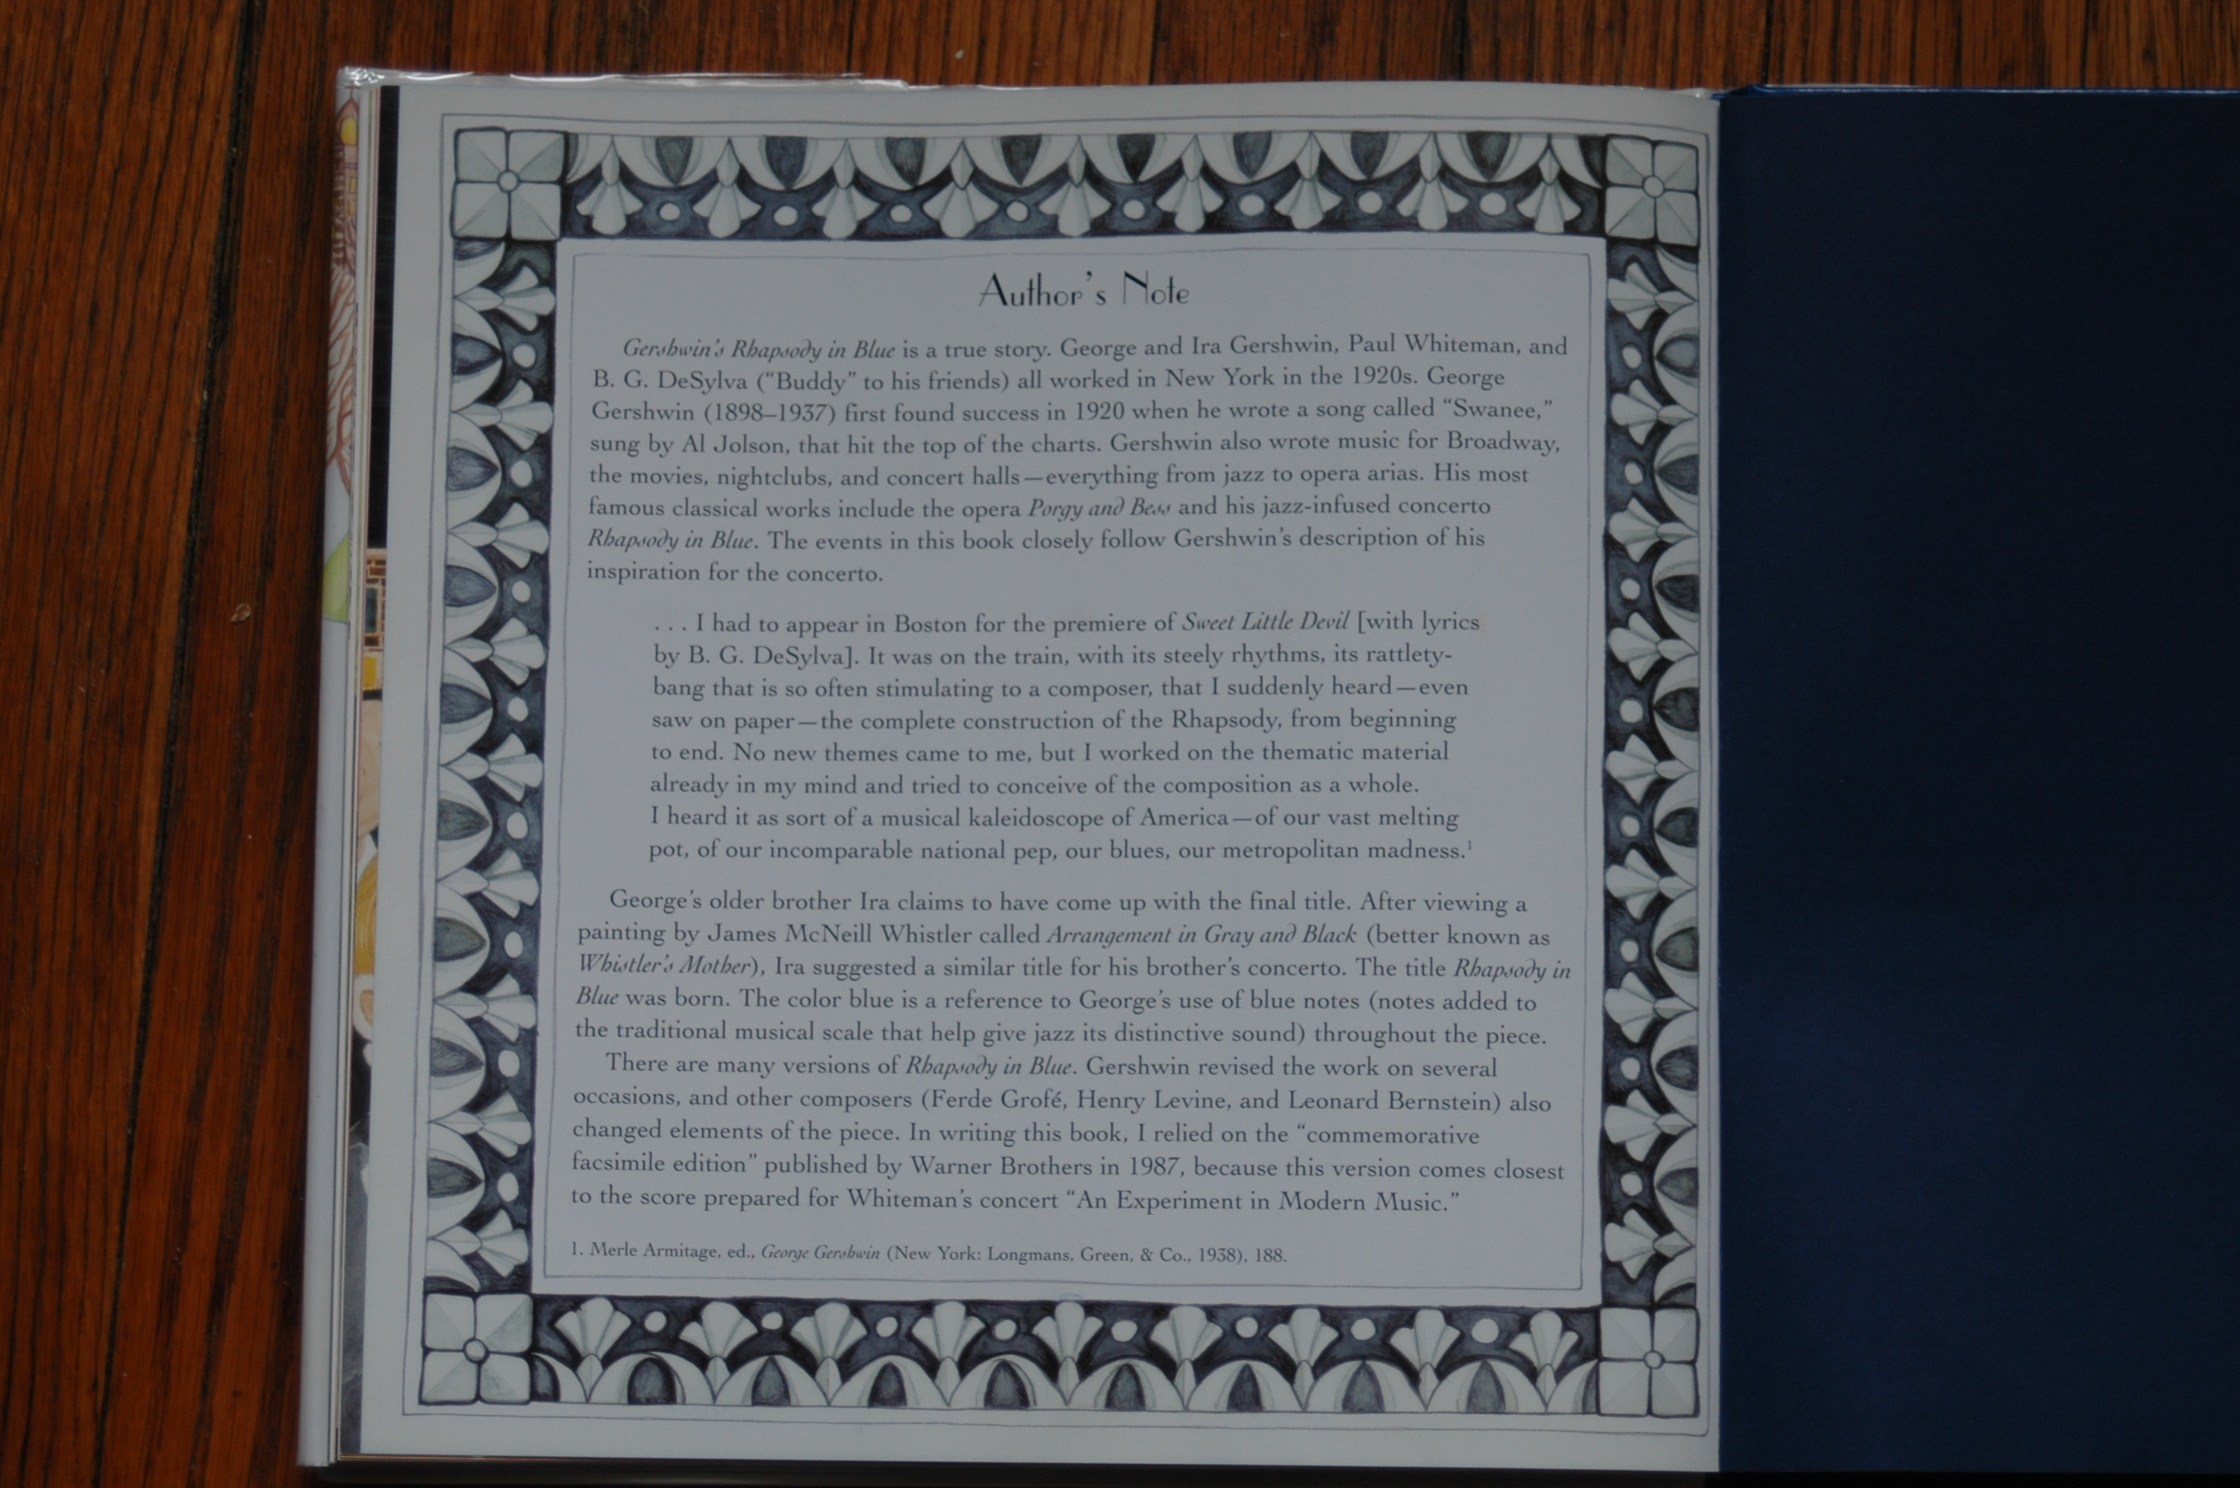 Author's Note
Gershwin's Rhapsody in Blue is a true story. George and Ira Gershwin, Paul Whiteman, and
B. G. DeSylva (“Buddy” to his friends) all worked in New York in the 1920s. George
Gershwin (1898–1937) first found success in 1920 when he wrote a song called “Swanee,”
sung by Al Jolson, that hit the top of the charts. Gershwin also wrote music for Broadway,
the movies, nightclubs, and concert halls—everything from jazz to opera arias. His most
famous classical works include the opera Porgy and Bess and his jazz-infused concerto
Rhapsody in Blue. The events in this book closely follow Gershwin's description of his
inspiration for the concerto.
. . . I had to appear in Boston for the premiere of Sweet Little Devil [with lyrics
by B. G. DeSylva]. It was on the train, with its steely rhythms, its rattlety-
bang that is so often stimulating to a composer, that I suddenly heard—even
saw on paper—the complete construction of the Rhapsody, from beginning
to end. No new themes came to me, but I worked on the thematic material
already in my mind and tried to conceive of the composition as a whole.
I heard it as sort of a musical kaleidoscope of America—of our vast melting
pot, of our incomparable national pep, our blues, our metropolitan madness.¹
George's older brother Ira claims to have come up with the final title. After viewing a
painting by James McNeill Whistler called Arrangement in Gray and Black (better known as
Whistler's Mother), Ira suggested a similar title for his brother's concerto. The title Rhapsody in
Blue was born. The color blue is a reference to George's use of blue notes (notes added to
the traditional musical scale that help give jazz its distinctive sound) throughout the piece.
There are many versions of Rhapsody in Blue. Gershwin revised the work on several
occasions, and other composers (Ferde Grofé, Henry Levine, and Leonard Bernstein) also
changed elements of the piece. In writing this book, I relied on the “commemorative
facsimile edition” published by Warner Brothers in 1987, because this version comes closest
to the score prepared for Whiteman's concert “An Experiment in Modern Music.”
1. Merle Armitage, ed., George Gershwin (New York: Longmans, Green, & Co., 1938), 188.